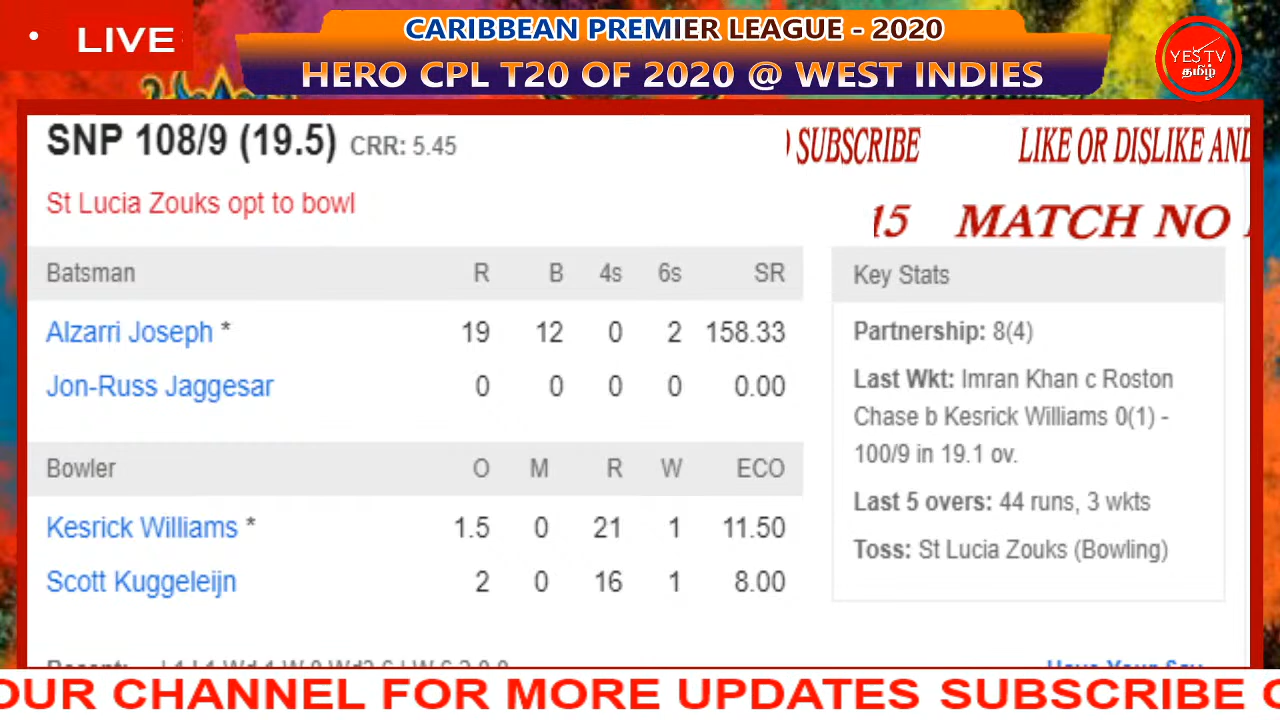 • LIVE
CARIBBEAN PREMIER LEAGUE - 2020
HERO CPL T20 OF 2020 @ WEST INDIES
YES TV
தமிழ்
SNP 108/9 (19.5) CRR: 5.45
SUBSCRIBE LIKE OR DISLIKE AND
St Lucia Zouks opt to bowl
15 MATCH NO
Batsman R B 4s 6s SR
Alzarri Joseph * 19 12 0 2 158.33
Jon-Russ Jaggesar 0 0 0 0 0.00
Bowler O M R W ECO
Kesrick Williams * 1.5 0 21 1 11.50
Scott Kuggeleijn 2 0 16 1 8.00
Key Stats
Partnership: 8(4)
Last Wkt: Imran Khan c Roston
Chase b Kesrick Williams 0(1) -
100/9 in 19.1 ov.
Last 5 overs: 44 runs, 3 wkts
Toss: St Lucia Zouks (Bowling)
OUR CHANNEL FOR MORE UPDATES SUBSCRIBE